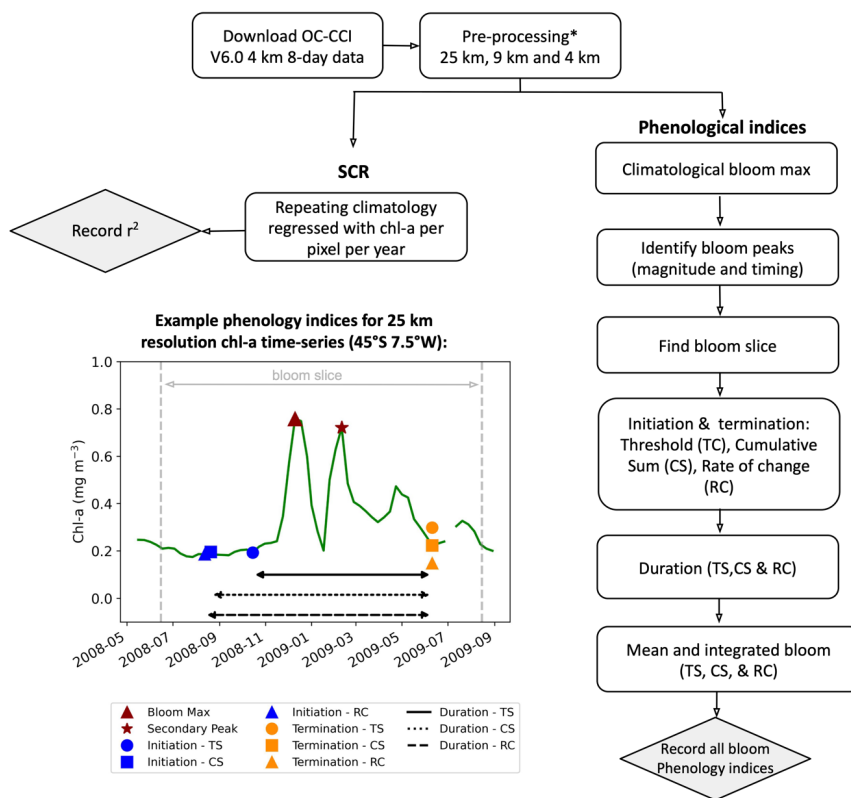 Download OC-CCI
V6.0 4 km 8-day data
Pre-processing*
25 km, 9 km and 4 km
SCR
Repeating climatology
regressed with chl-a per
pixel per year
Record r²
Phenological indices
Climatological bloom max
Identify bloom peaks
(magnitude and timing)
Find bloom slice
Initiation & termination:
Threshold (TC), Cumulative
Sum (CS), Rate of change
(RC)
Duration (TS,CS & RC)
Mean and integrated bloom
(TS, CS, & RC)
Record all bloom
Phenology indices
Example phenology indices for 25 km
resolution chl-a time-series (45°S 7.5°W):
bloom slice
Chl-a (mg m⁻³)
1.0
0.8
0.6
0.4
0.2
0.0
2008-05
2008-07
2008-09
2008-11
2009-01
2009-03
2009-05
2009-07
2009-09
Bloom Max
Secondary Peak
Initiation - TS
Initiation - CS
Initiation - RC
Termination - TS
Termination - CS
Termination - RC
Duration - TS
Duration - CS
Duration - RC